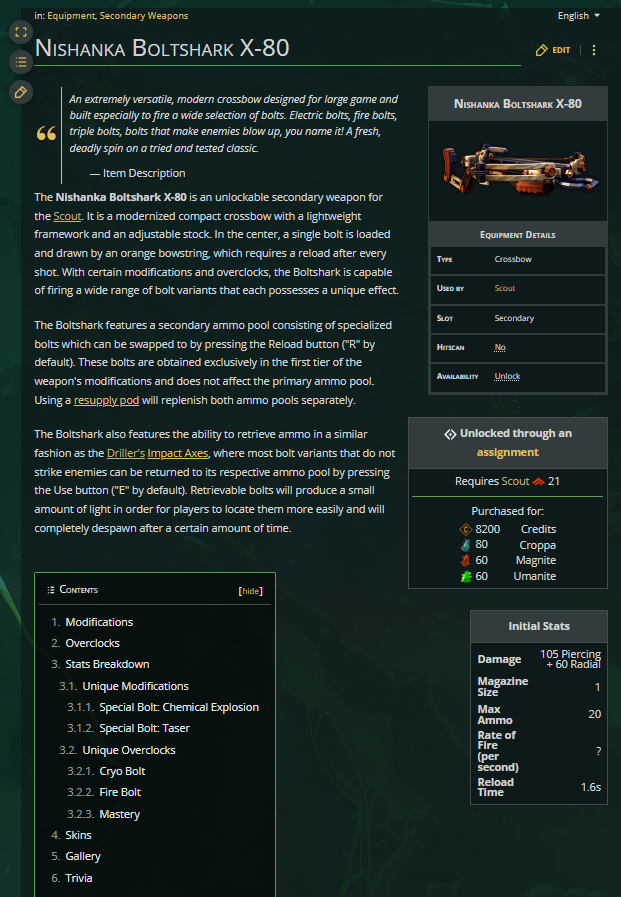 in: Equipment, Secondary Weapons
English
Nishanka Boltshark X-80
EDIT
An extremely versatile, modern crossbow designed for large game and
built especially to fire a wide selection of bolts. Electric bolts, fire bolts,
triple bolts, bolts that make enemies blow up, you name it! A fresh,
deadly spin on a tried and tested classic.
— Item Description
The Nishanka Boltshark X-80 is an unlockable secondary weapon for
the Scout. It is a modernized compact crossbow with a lightweight
framework and an adjustable stock. In the center, a single bolt is loaded
and drawn by an orange bowstring, which requires a reload after every
shot. With certain modifications and overclocks, the Boltshark is capable
of firing a wide range of bolt variants that each possesses a unique effect.
The Boltshark features a secondary ammo pool consisting of specialized
bolts which can be swapped to by pressing the Reload button ("R" by
default). These bolts are obtained exclusively in the first tier of the
weapon's modifications and does not affect the primary ammo pool.
Using a resupply pod will replenish both ammo pools separately.
The Boltshark also features the ability to retrieve ammo in a similar
fashion as the Driller's Impact Axes, where most bolt variants that do not
strike enemies can be returned to its respective ammo pool by pressing
the Use button ("E" by default). Retrievable bolts will produce a small
amount of light in order for players to locate them more easily and will
completely despawn after a certain amount of time.
Contents [hide]
1. Modifications
2. Overclocks
3. Stats Breakdown
3.1. Unique Modifications
3.1.1. Special Bolt: Chemical Explosion
3.1.2. Special Bolt: Taser
3.2. Unique Overclocks
3.2.1. Cryo Bolt
3.2.2. Fire Bolt
3.2.3. Mastery
4. Skins
5. Gallery
6. Trivia
Nishanka Boltshark X-80
Equipment Details
Type Crossbow
Used by Scout
Slot Secondary
Hitscan No
Availability Unlock
Unlocked through an
assignment
Requires Scout 21
Purchased for:
8200 Credits
80 Croppa
60 Magnite
60 Umanite
Initial Stats
Damage 105 Piercing
+ 60 Radial
Magazine
Size 1
Max
Ammo 20
Rate of
Fire
(per
second) ?
Reload
Time 1.6s